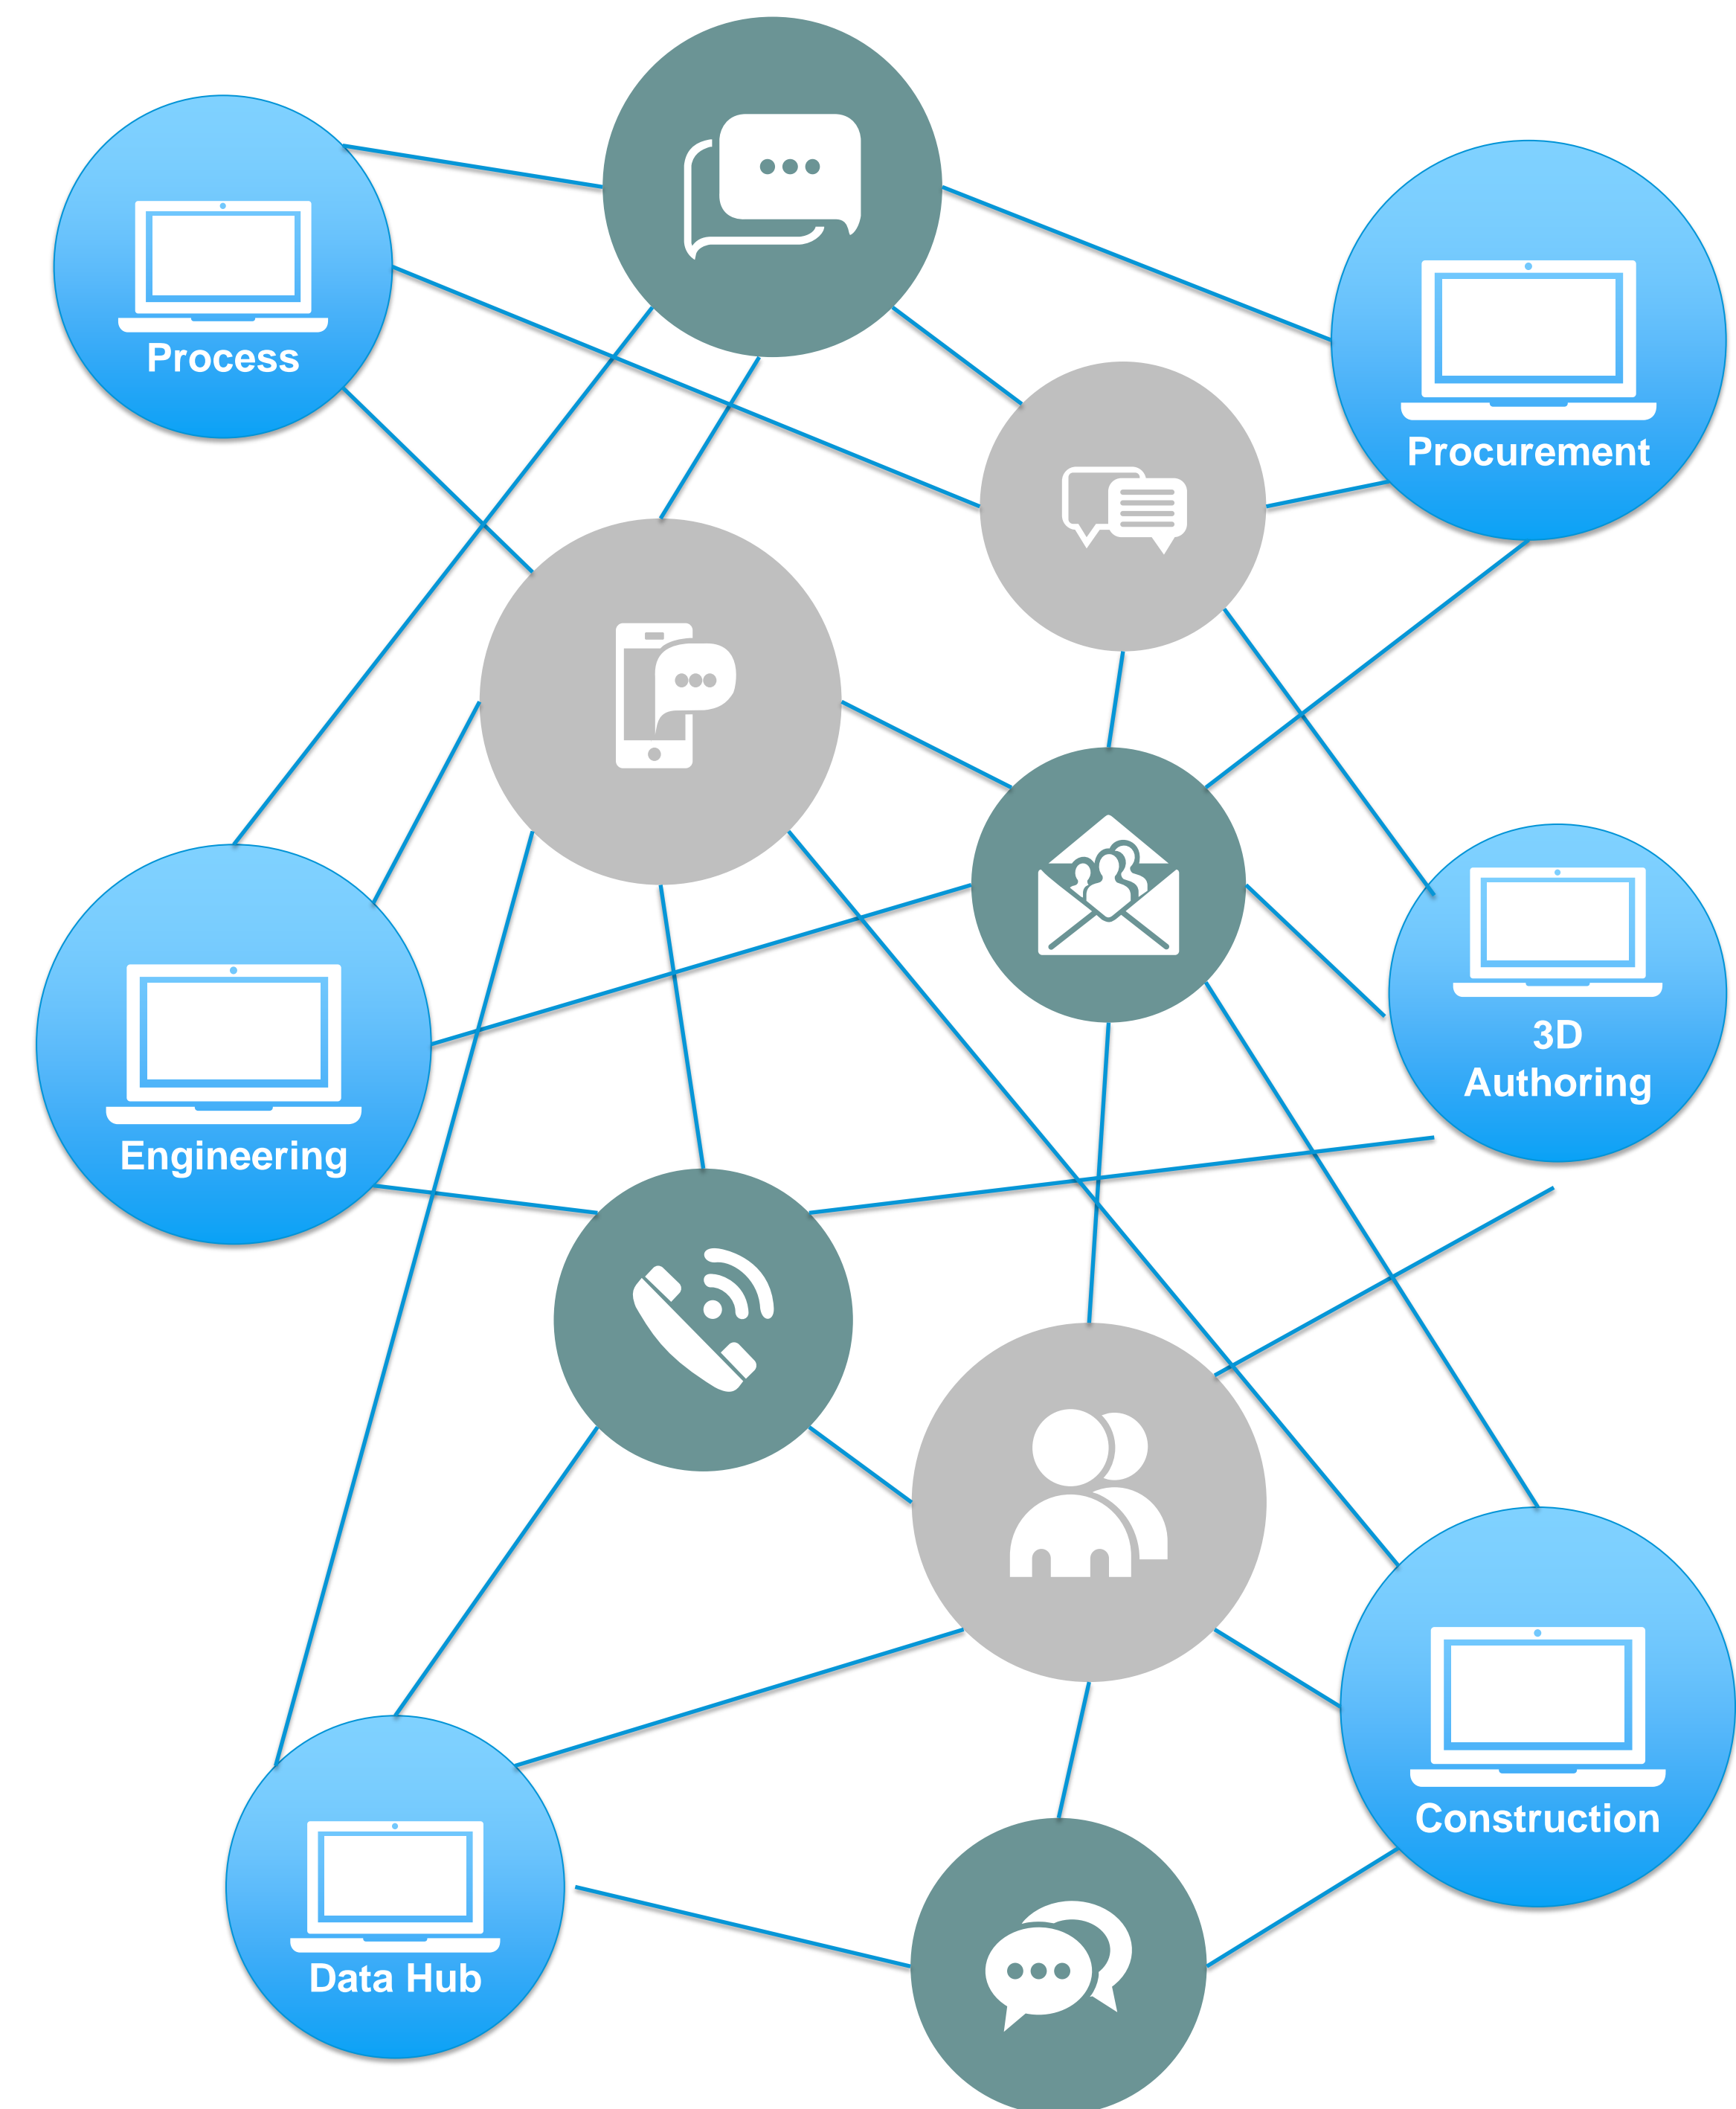 Process
Procurement
3D
Authoring
Engineering
Construction
Data Hub